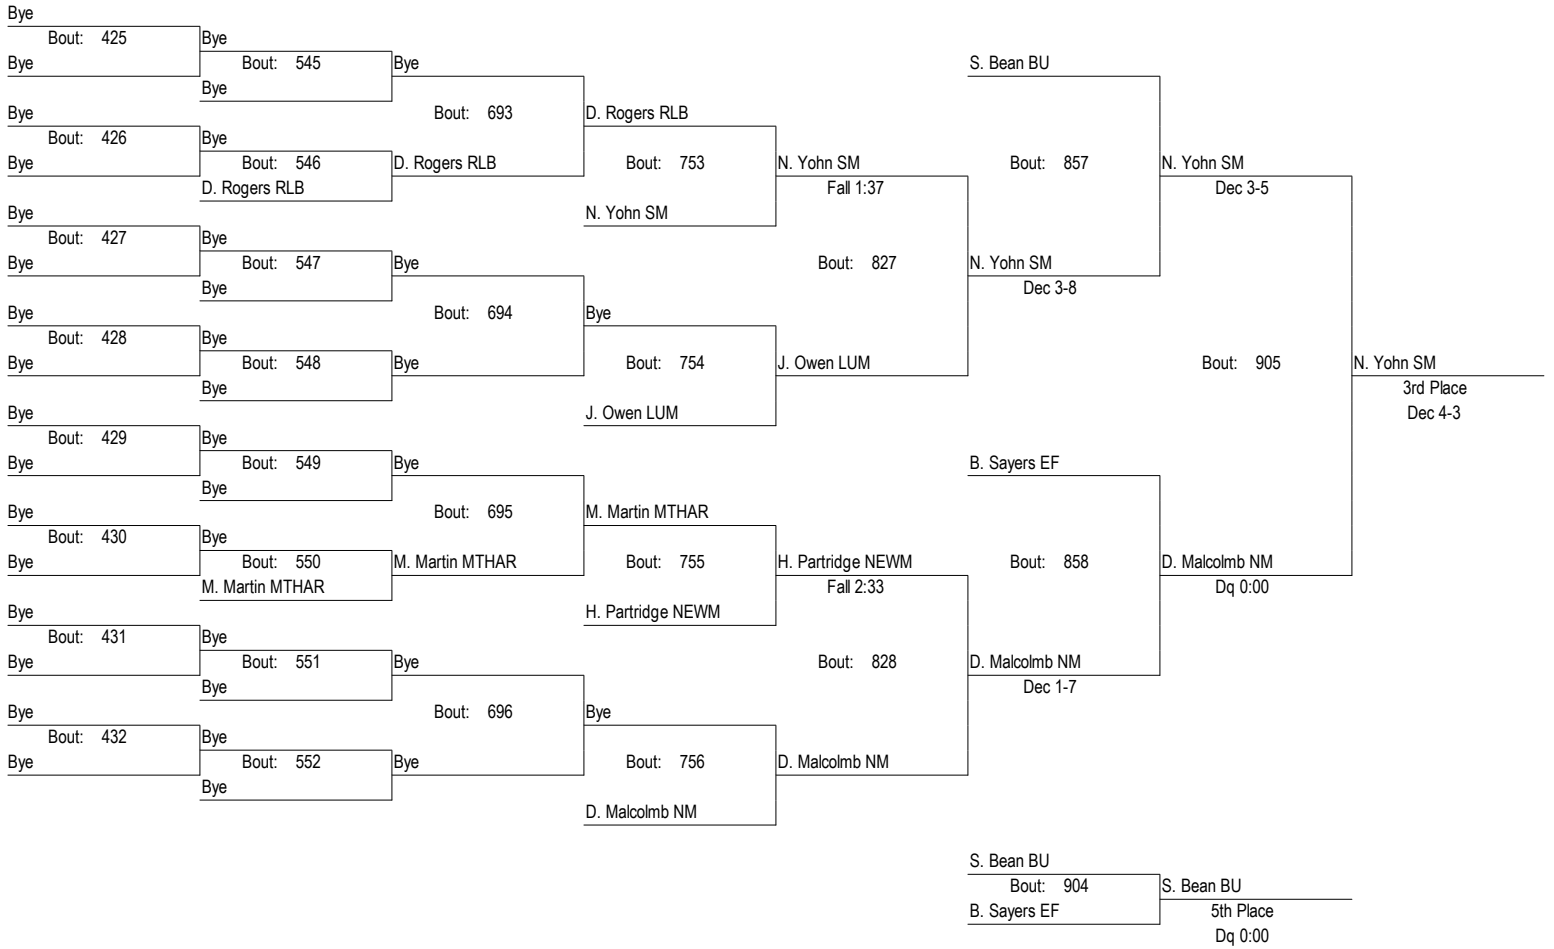 Bye
Bout: 425
Bye
Bye
Bout: 545
Bye
Bye
Bye
Bout: 426
Bye
Bye
Bout: 546
D. Rogers RLB
D. Rogers RLB
Bout: 693
D. Rogers RLB
Bout: 753
N. Yohn SM
N. Yohn SM
Fall 1:37
Bye
Bout: 427
Bye
Bye
Bout: 547
Bye
Bye
Bye
Bout: 428
Bye
Bye
Bout: 548
Bye
Bye
Bout: 694
Bye
Bout: 754
J. Owen LUM
J. Owen LUM
Bout: 827
N. Yohn SM
Dec 3-8
S. Bean BU
Bout: 857
N. Yohn SM
Dec 3-5
Bye
Bout: 429
Bye
Bye
Bout: 549
Bye
Bye
Bye
Bout: 430
Bye
Bye
Bout: 550
M. Martin MTHAR
M. Martin MTHAR
Bout: 695
M. Martin MTHAR
Bout: 755
H. Partridge NEWM
H. Partridge NEWM
Fall 2:33
Bye
Bout: 431
Bye
Bye
Bout: 551
Bye
Bye
Bye
Bout: 432
Bye
Bye
Bout: 552
Bye
Bye
Bout: 696
Bye
Bout: 756
D. Malcolmb NM
D. Malcolmb NM
Bout: 828
D. Malcolmb NM
Dec 1-7
B. Sayers EF
Bout: 858
D. Malcolmb NM
Dq 0:00
Bout: 905
N. Yohn SM
3rd Place
Dec 4-3
S. Bean BU
Bout: 904
B. Sayers EF
S. Bean BU
5th Place
Dq 0:00